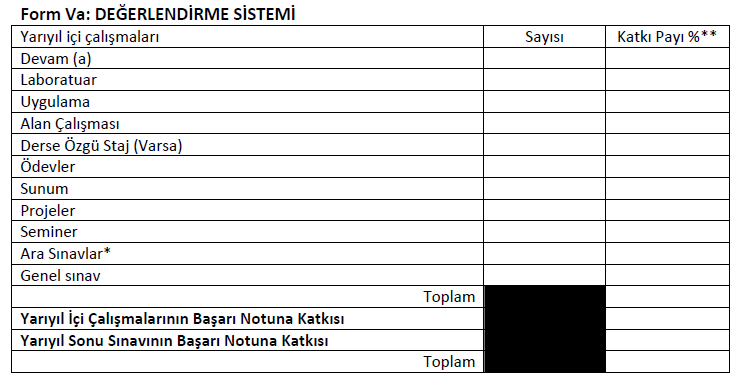 Form Va: DEĞERLENDİRME SİSTEMİ
Yarıyıl içi çalışmaları Sayısı Katkı Payı %**
Devam (a)
Laboratuar
Uygulama
Alan Çalışması
Derse Özgü Staj (Varsa)
Ödevler
Sunum
Projeler
Seminer
Ara Sınavlar*
Genel sınav
Toplam
Yarıyıl İçi Çalışmalarının Başarı Notuna Katkısı
Yarıyıl Sonu Sınavının Başarı Notuna Katkısı
Toplam